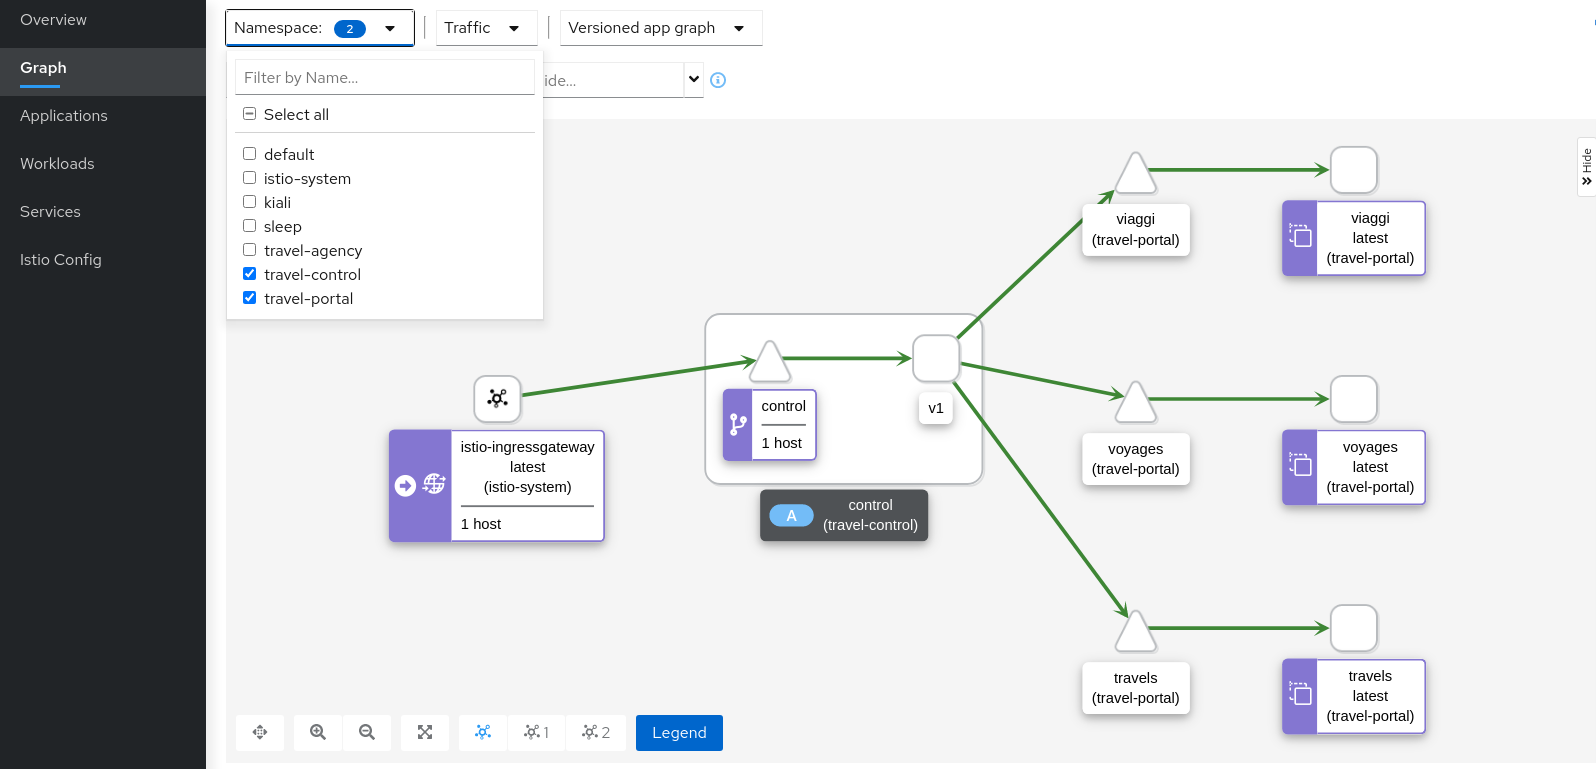 Overview
Graph
Applications
Workloads
Services
Istio Config
Namespace: 2
Traffic
Versioned app graph
Filter by Name...
ide...
Select all
default
istio-system
kiali
sleep
travel-agency
travel-control
travel-portal
Hide
viaggi
(travel-portal)
viaggi
latest
(travel-portal)
control
1 host
v1
istio-ingressgateway
latest
(istio-system)
1 host
A
control
(travel-control)
voyages
(travel-portal)
voyages
latest
(travel-portal)
travels
(travel-portal)
travels
latest
(travel-portal)
1
2
Legend